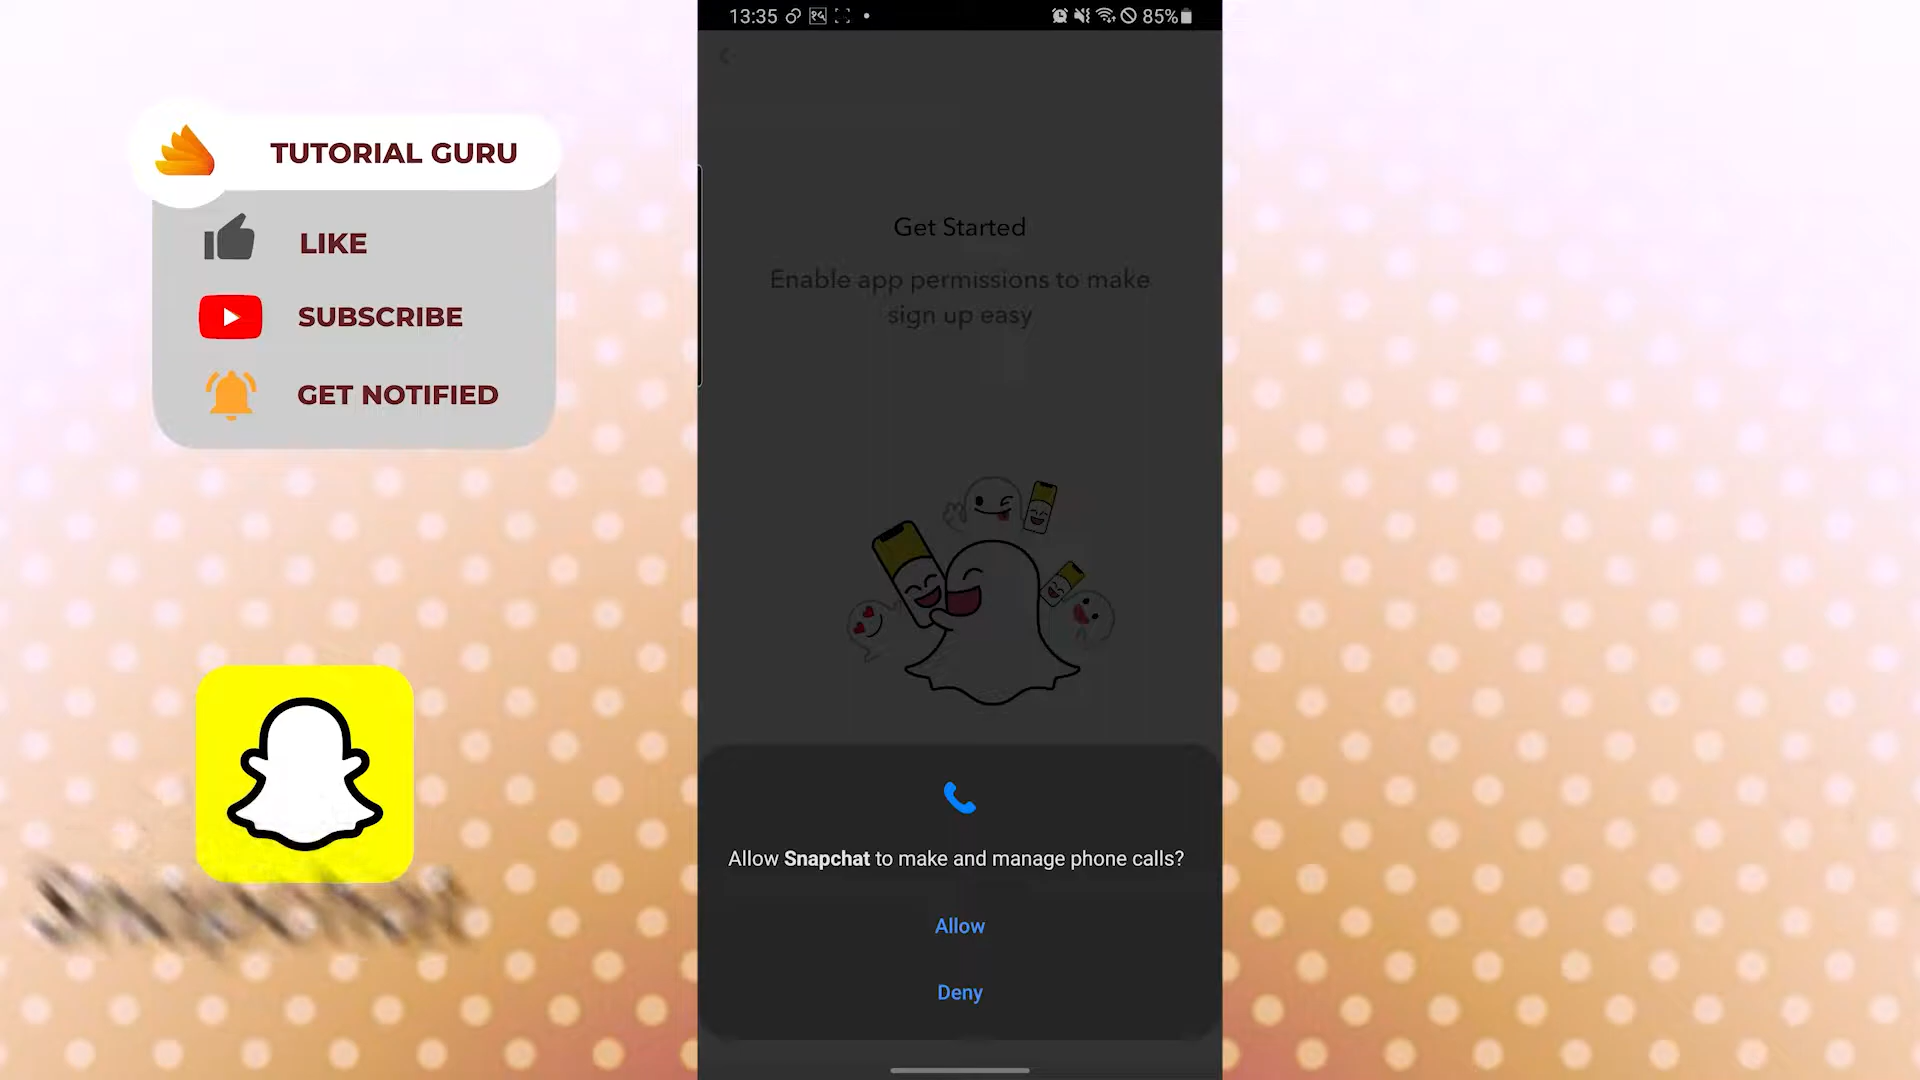 TUTORIAL GURU
LIKE
SUBSCRIBE
GET NOTIFIED
13:35
85%
Get Started
Enable app permissions to make
sign up easy
Allow Snapchat to make and manage phone calls?
Allow
Deny